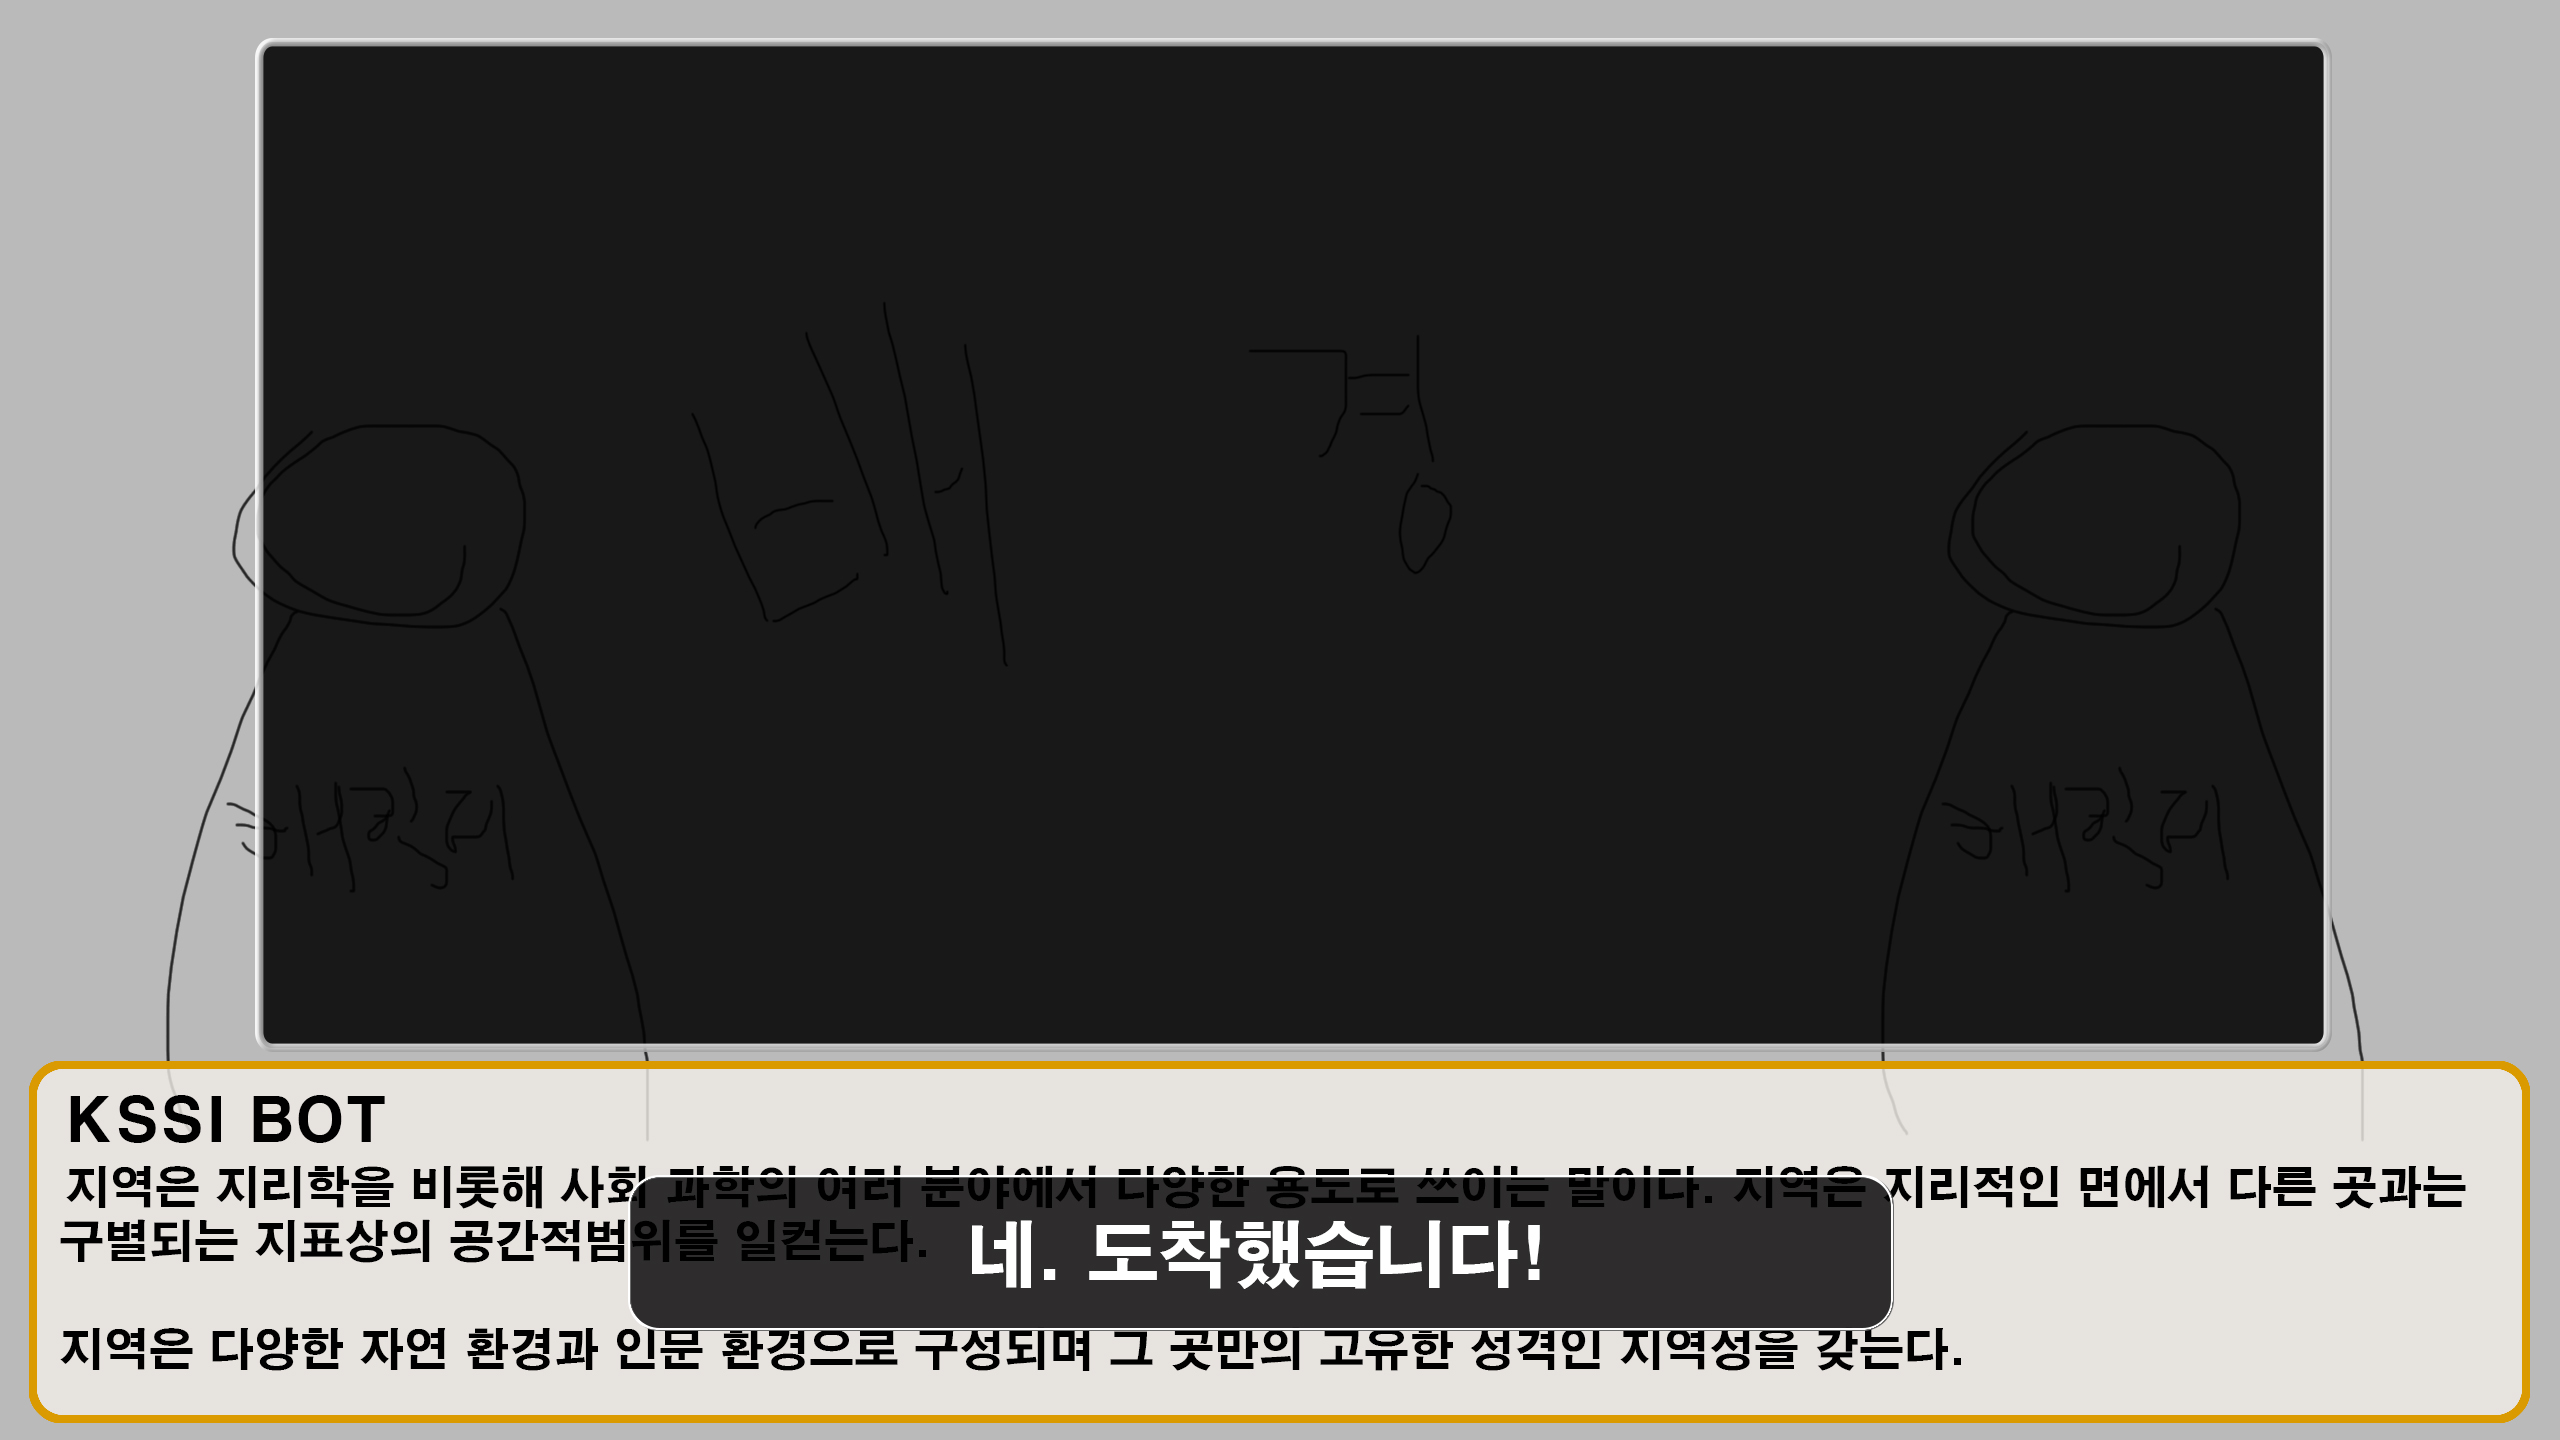 배 경
캐릭터
캐릭터
KSSI BOT
지역은 지리학을 비롯해 사회 과학의 여러 분야에서 다양한 용도로 쓰이는 말이다. 지역은 지리적인 면에서 다른 곳과는
구별되는 지표상의 공간적범위를 일컫는다.
네. 도착했습니다!
지역은 다양한 자연 환경과 인문 환경으로 구성되며 그 곳만의 고유한 성격인 지역성을 갖는다.